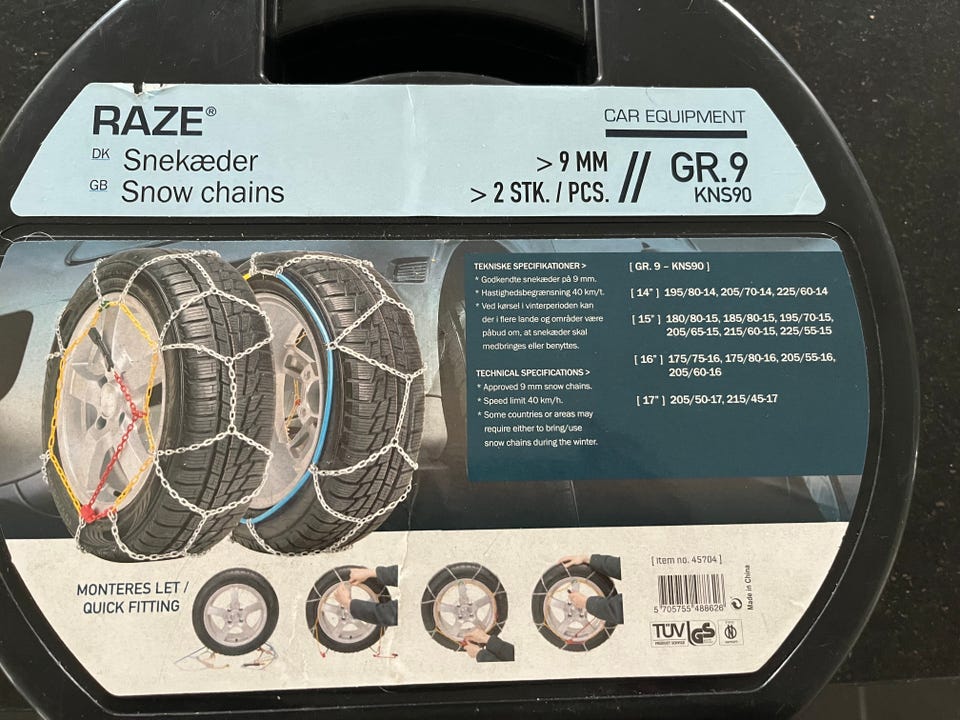 RAZE®
DK Snekæder
GB Snow chains
CAR EQUIPMENT
> 9 MM
> 2 STK. / PCS.
// GR.9
KNS90
TEKNISKE SPECIFIKATIONER >
* Godkendte snekæder på 9 mm.
* Hastighedsbegrænsning 40 km/t.
* Ved kørsel i vinterperioden kan
der i flere lande og områder være
påbud om, at snekæder skal
medbringes eller benyttes.
TECHNICAL SPECIFICATIONS >
* Approved 9 mm snow chains.
* Speed limit 40 km/h.
* Some countries or areas may
require either to bring/use
snow chains during the winter.
[ GR. 9 – KNS90 ]
[ 14" ] 195/80-14, 205/70-14, 225/60-14
[ 15" ] 180/80-15, 185/80-15, 195/70-15,
205/65-15, 215/60-15, 225/55-15
[ 16" ] 175/75-16, 175/80-16, 205/55-16,
205/60-16
[ 17" ] 205/50-17, 215/45-17
MONTERES LET /
QUICK FITTING
[ Item no. 45704 ]
5 705755 488626
Made in China
TÜV
PRODUCT SERVICE
GS